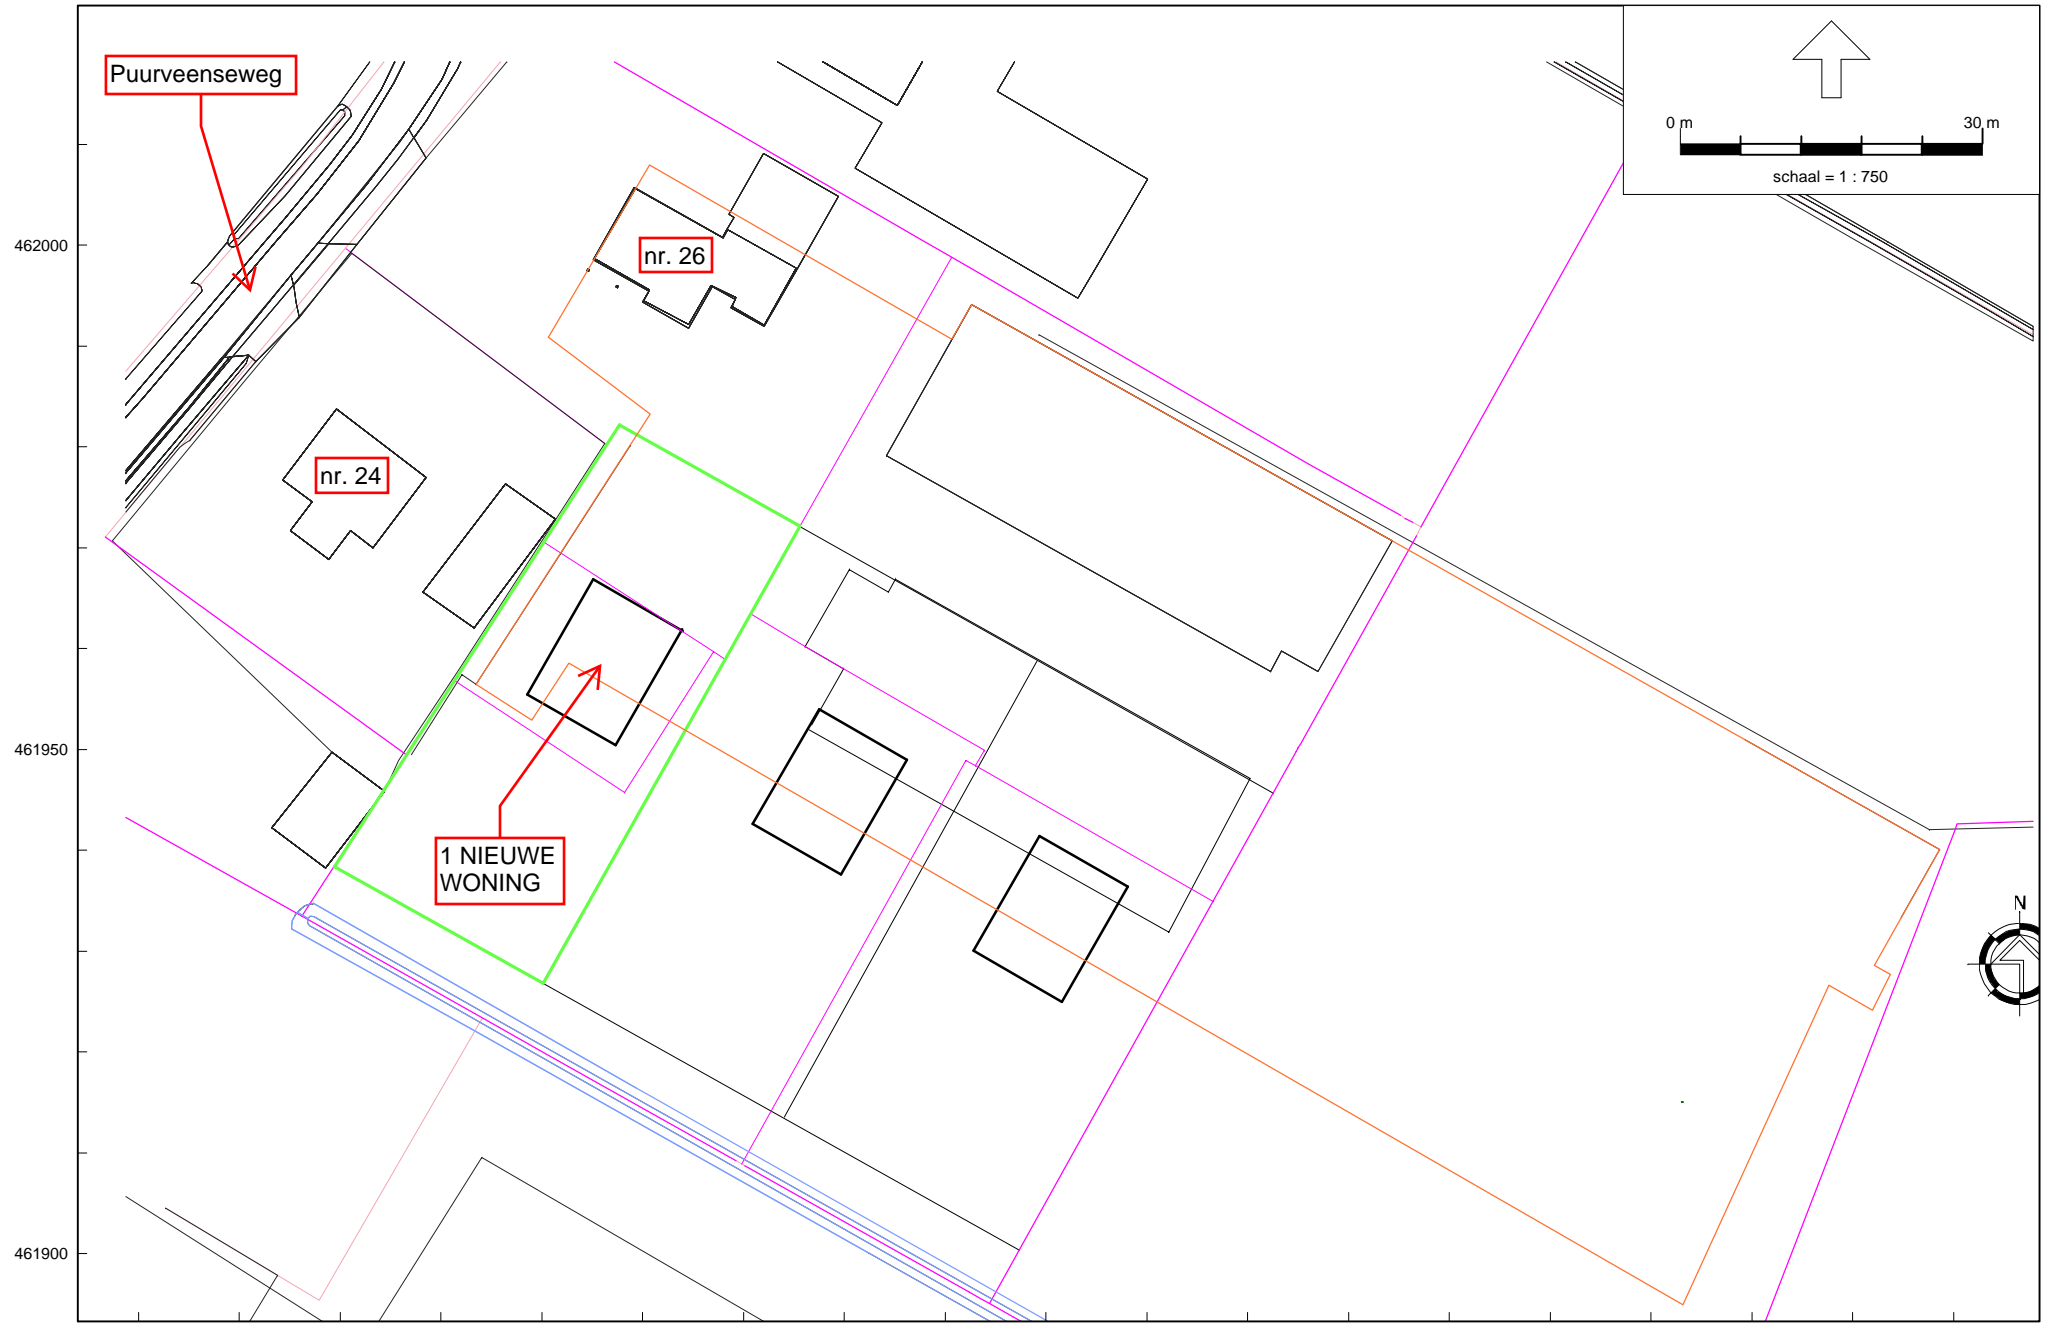 Puurveenseweg
0 m 30 m
schaal = 1 : 750
462000
nr. 26
nr. 24
461950
1 NIEUWE
WONING
N
461900